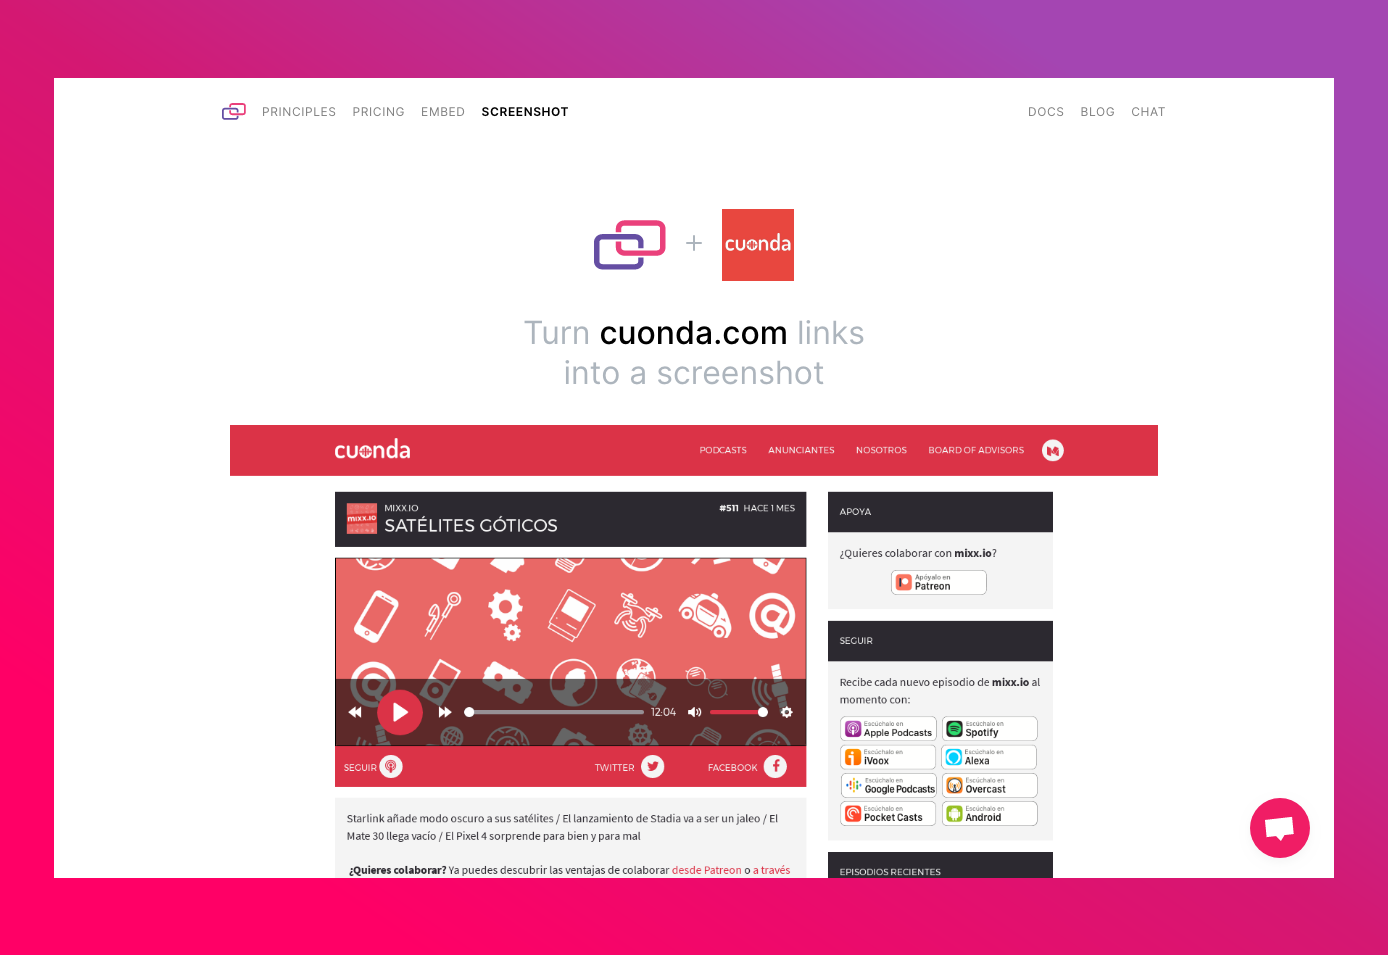 PRINCIPLES PRICING EMBED SCREENSHOT DOCS BLOG CHAT
cuonda
Turn cuonda.com links
into a screenshot
cuonda PODCASTS ANUNCIANTES NOSOTROS BOARD OF ADVISORS
mixx.io
MIXX.IO
SATÉLITES GÓTICOS
#511 HACE 1 MES
12:04
SEGUIR TWITTER FACEBOOK
Starlink añade modo oscuro a sus satélites / El lanzamiento de Stadia va a ser un jaleo / El
Mate 30 llega vacío / El Pixel 4 sorprende para bien y para mal
¿Quieres colaborar? Ya puedes descubrir las ventajas de colaborar desde Patreon o a través
APOYA
¿Quieres colaborar con mixx.io?
Apóyalo en
Patreon
SEGUIR
Recibe cada nuevo episodio de mixx.io al
momento con:
Escúchalo en
Apple Podcasts
Escúchalo en
Spotify
Escúchalo en
iVoox
Escúchalo en
Alexa
Escúchalo en
Google Podcasts
Escúchalo en
Overcast
Escúchalo en
Pocket Casts
Escúchalo en
Android
EPISODIOS RECIENTES